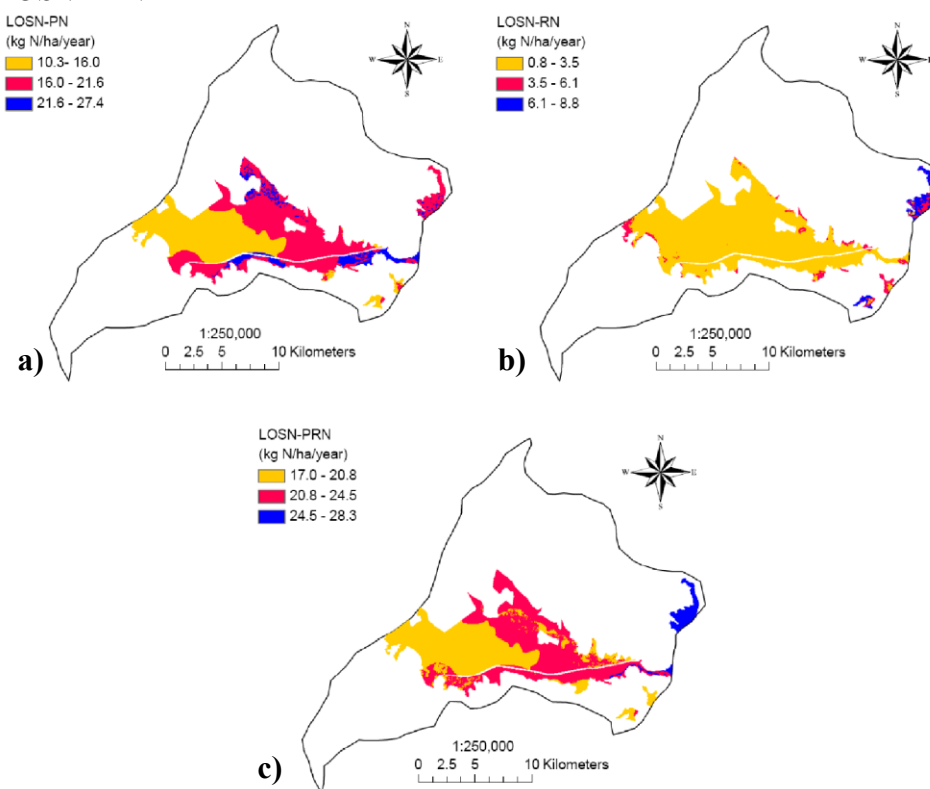 LOSN-PN
(kg N/ha/year)
10.3- 16.0
16.0 - 21.6
21.6 - 27.4
N
W E
S
1:250,000
0 2.5 5 10 Kilometers
a)
LOSN-RN
(kg N/ha/year)
0.8 - 3.5
3.5 - 6.1
6.1 - 8.8
N
W E
S
1:250,000
0 2.5 5 10 Kilometers
b)
LOSN-PRN
(kg N/ha/year)
17.0 - 20.8
20.8 - 24.5
24.5 - 28.3
N
W E
S
1:250,000
0 2.5 5 10 Kilometers
c)